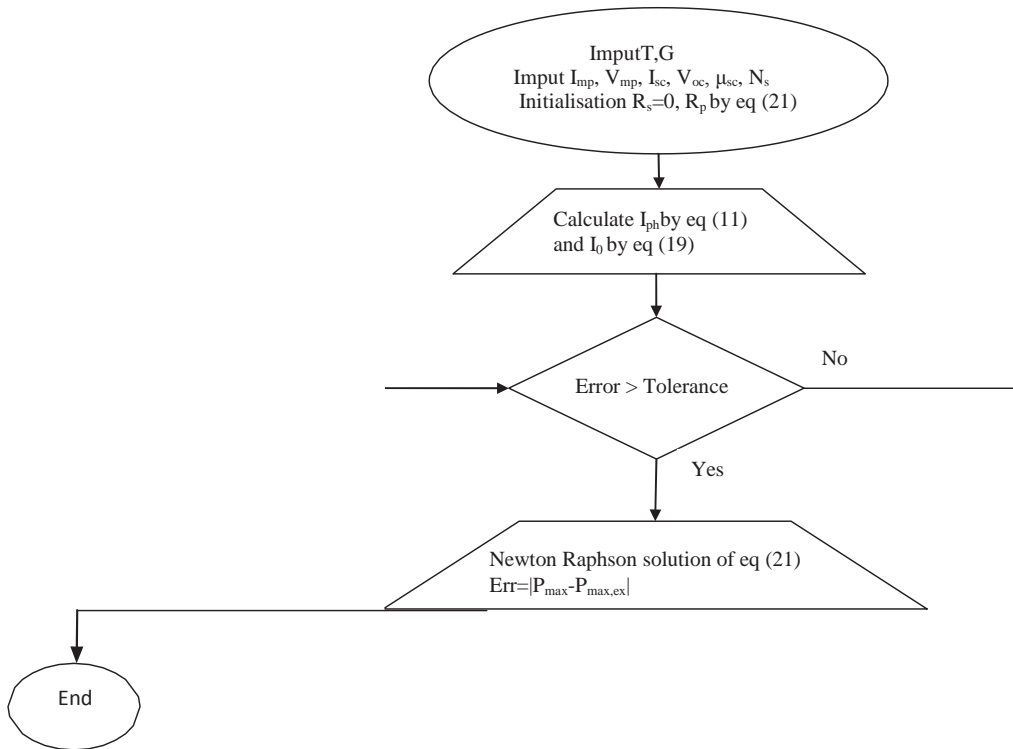 ImputT,G
Imput Imp, Vmp, Isc, Voc, μsc, Ns
Initialisation Rs=0, Rp by eq (21)
Calculate Iph by eq (11)
and I0 by eq (19)
No
Error > Tolerance
Yes
Newton Raphson solution of eq (21)
Err=|Pmax-Pmax,ex|
End